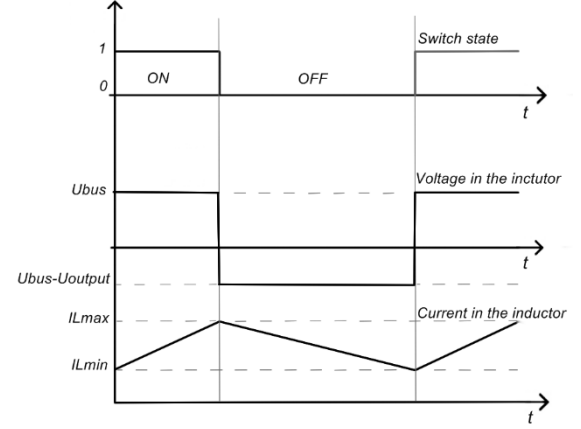 Switch state
1
ON
OFF
0
t
Voltage in the inctutor
Ubus
t
Ubus-Uoutput
ILmax
Current in the inductor
ILmin
t